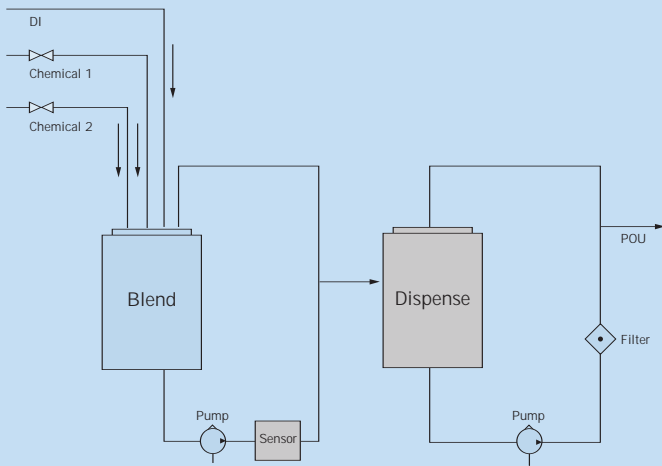 DI
Chemical 1
Chemical 2
Blend
Dispense
POU
Filter
Pump
Sensor
Pump